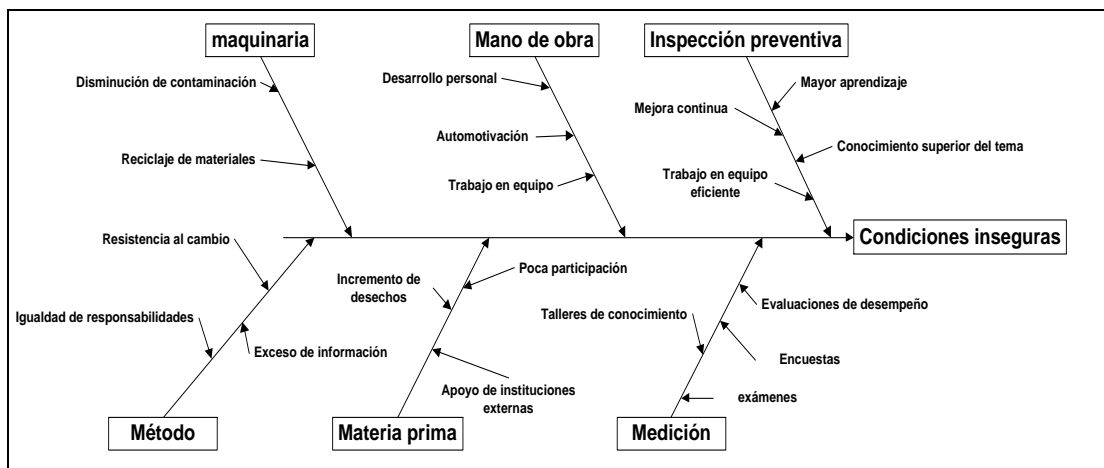 maquinaria
Mano de obra
Inspección preventiva
Disminución de contaminación
Desarrollo personal
Mayor aprendizaje
Mejora continua
Automotivación
Conocimiento superior del tema
Reciclaje de materiales
Trabajo en equipo
Trabajo en equipo
eficiente
Condiciones inseguras
Resistencia al cambio
Poca participación
Incremento de
desechos
Evaluaciones de desempeño
Igualdad de responsabilidades
Talleres de conocimiento
Exceso de información
Encuestas
Apoyo de instituciones
externas
exámenes
Método
Materia prima
Medición